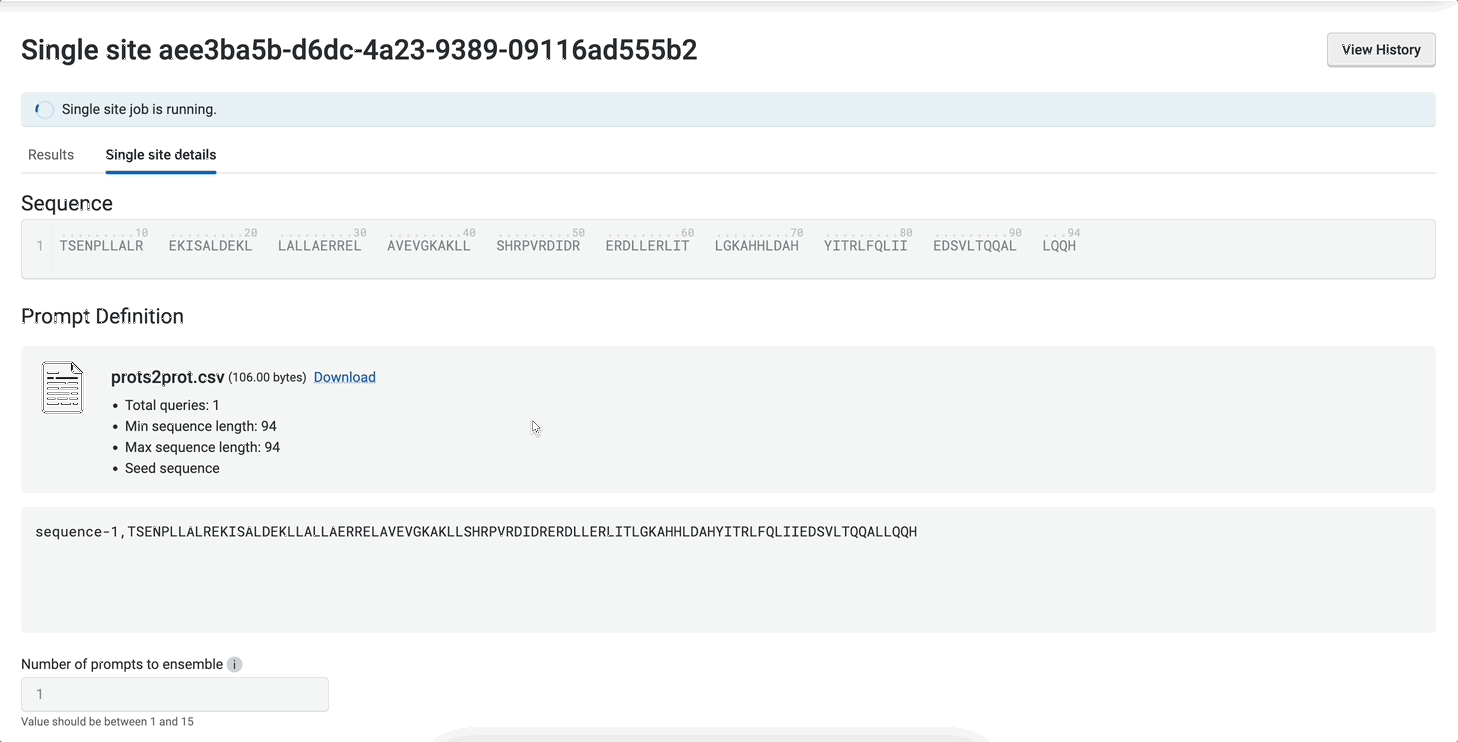 Single site aee3ba5b-d6dc-4a23-9389-09116ad555b2
View History
Single site job is running.
Results Single site details
Sequence
........10 ........20 ........30 ........40 ........50 ........60 ........70 ........80 ........90 ...94
1 TSENPLLALR EKISALDEKL LALLAERREL AVEVGKAKLL SHRPVRDIDR ERDLLERLIT LGKAHHLDAH YITRLFQLII EDSVLTQQAL LQQH
Prompt Definition
prots2prot.csv (106.00 bytes) Download
• Total queries: 1
• Min sequence length: 94
• Max sequence length: 94
• Seed sequence
sequence-1,TSENPLLALREKISALDEKLLALLAERRELAVEVGKAKLLSHRPVRDIDRERDLLERLITLGKAHHLDAHYITRLFQLIIEDSVLTQQALLQQH
Number of prompts to ensemble i
1
Value should be between 1 and 15